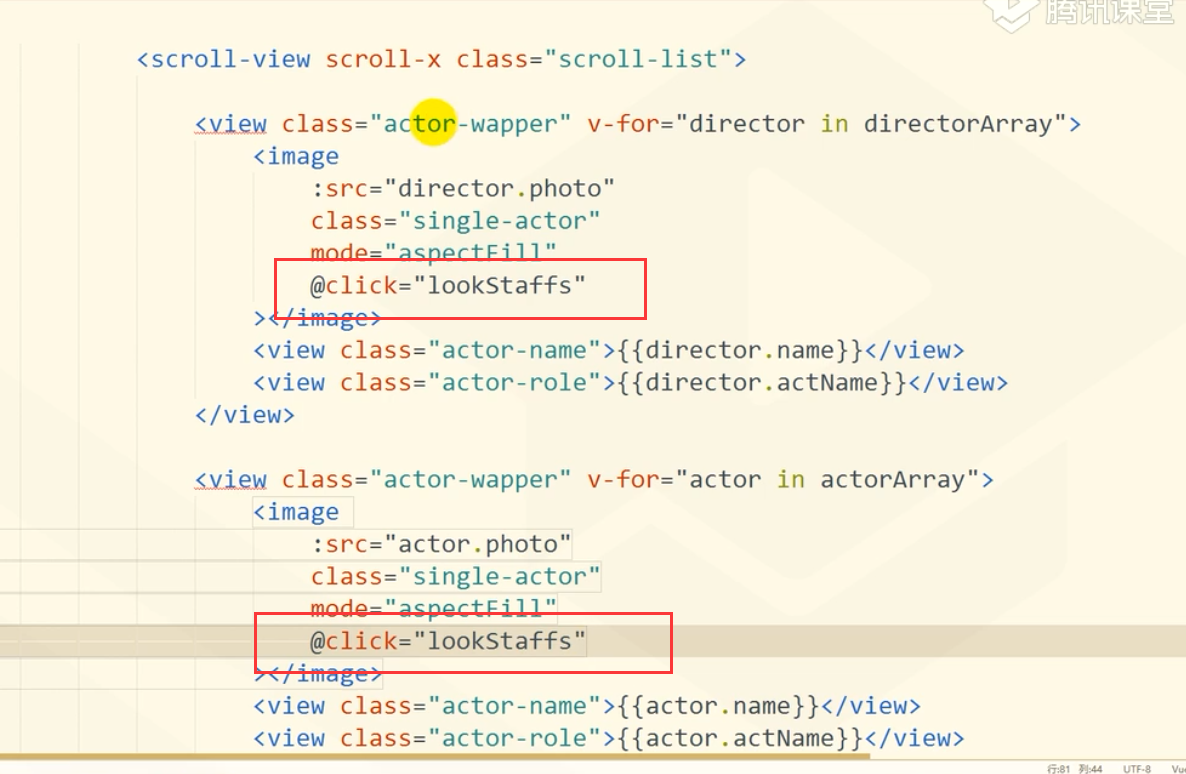 腾讯课堂
<scroll-view scroll-x class="scroll-list">
<view class="actor-wapper" v-for="director in directorArray">
<image
:src="director.photo"
class="single-actor"
mode="aspectFill"
@click="lookStaffs"
></image>
<view class="actor-name">{{director.name}}</view>
<view class="actor-role">{{director.actName}}</view>
</view>
<view class="actor-wapper" v-for="actor in actorArray">
<image
:src="actor.photo"
class="single-actor"
mode="aspectFill"
@click="lookStaffs"
></image>
<view class="actor-name">{{actor.name}}</view>
<view class="actor-role">{{actor.actName}}</view>
行:81 列:44 UTF-8 Vue